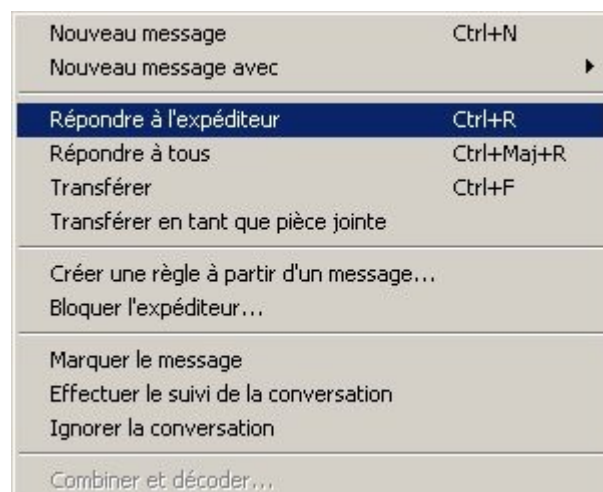 Nouveau message Ctrl+N
Nouveau message avec
Répondre à l'expéditeur Ctrl+R
Répondre à tous Ctrl+Maj+R
Transférer Ctrl+F
Transférer en tant que pièce jointe
Créer une règle à partir d'un message...
Bloquer l'expéditeur...
Marquer le message
Effectuer le suivi de la conversation
Ignorer la conversation
Combiner et décoder...